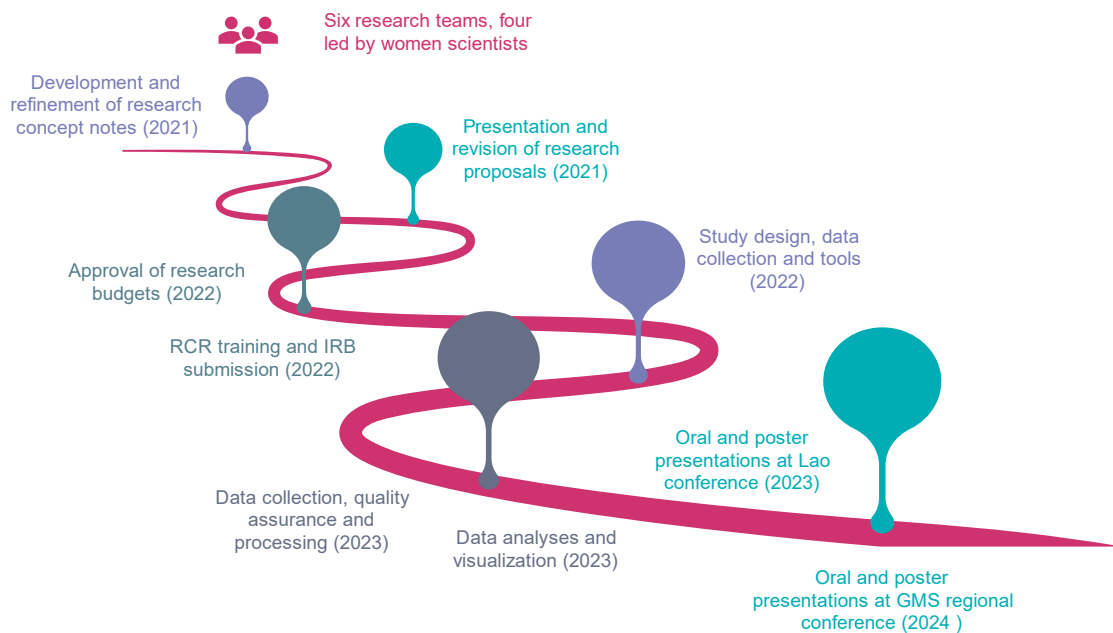 Six research teams, four
led by women scientists
Development and
refinement of research
concept notes (2021)
Presentation and
revision of research
proposals (2021)
Approval of research
budgets (2022)
Study design, data
collection and tools
(2022)
RCR training and IRB
submission (2022)
Oral and poster
presentations at Lao
conference (2023)
Data collection, quality
assurance and
processing (2023)
Data analyses and
visualization (2023)
Oral and poster
presentations at GMS regional
conference (2024 )